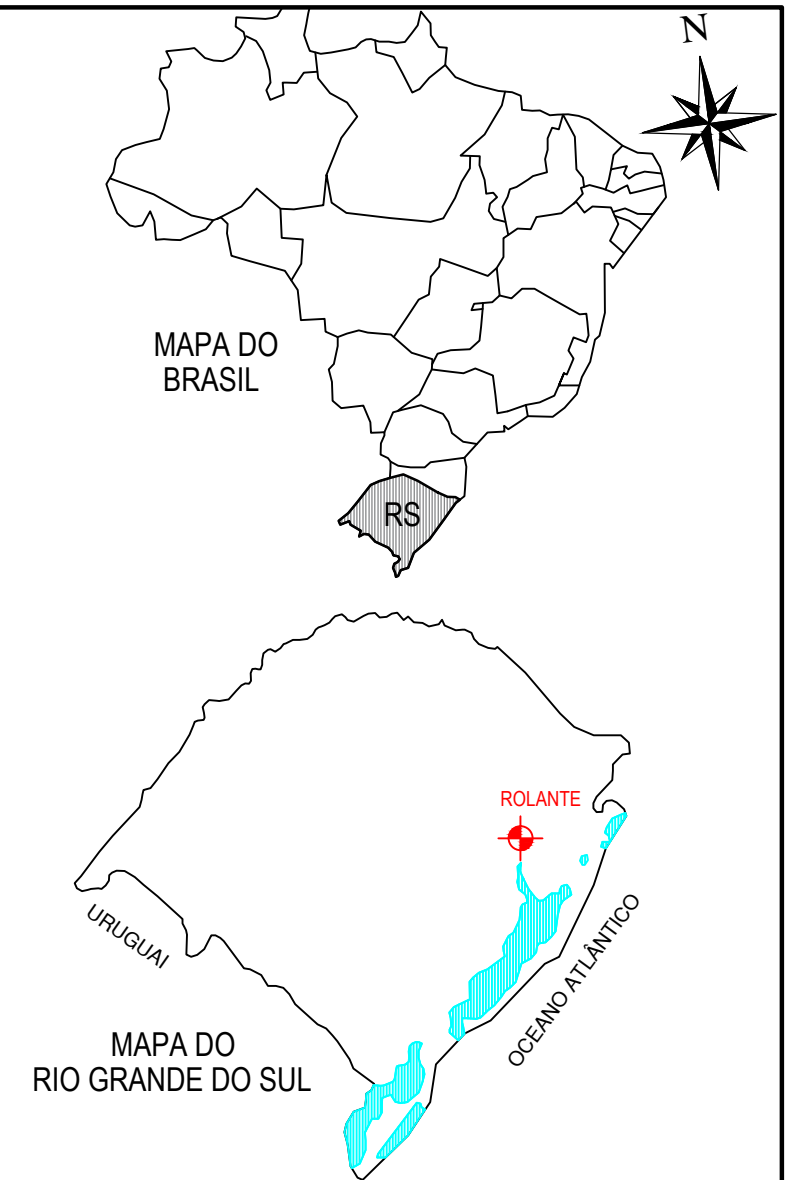 N
MAPA DO
BRASIL
RS
ROLANTE
URUGUAI
OCEANO ATLÂNTICO
MAPA DO
RIO GRANDE DO SUL